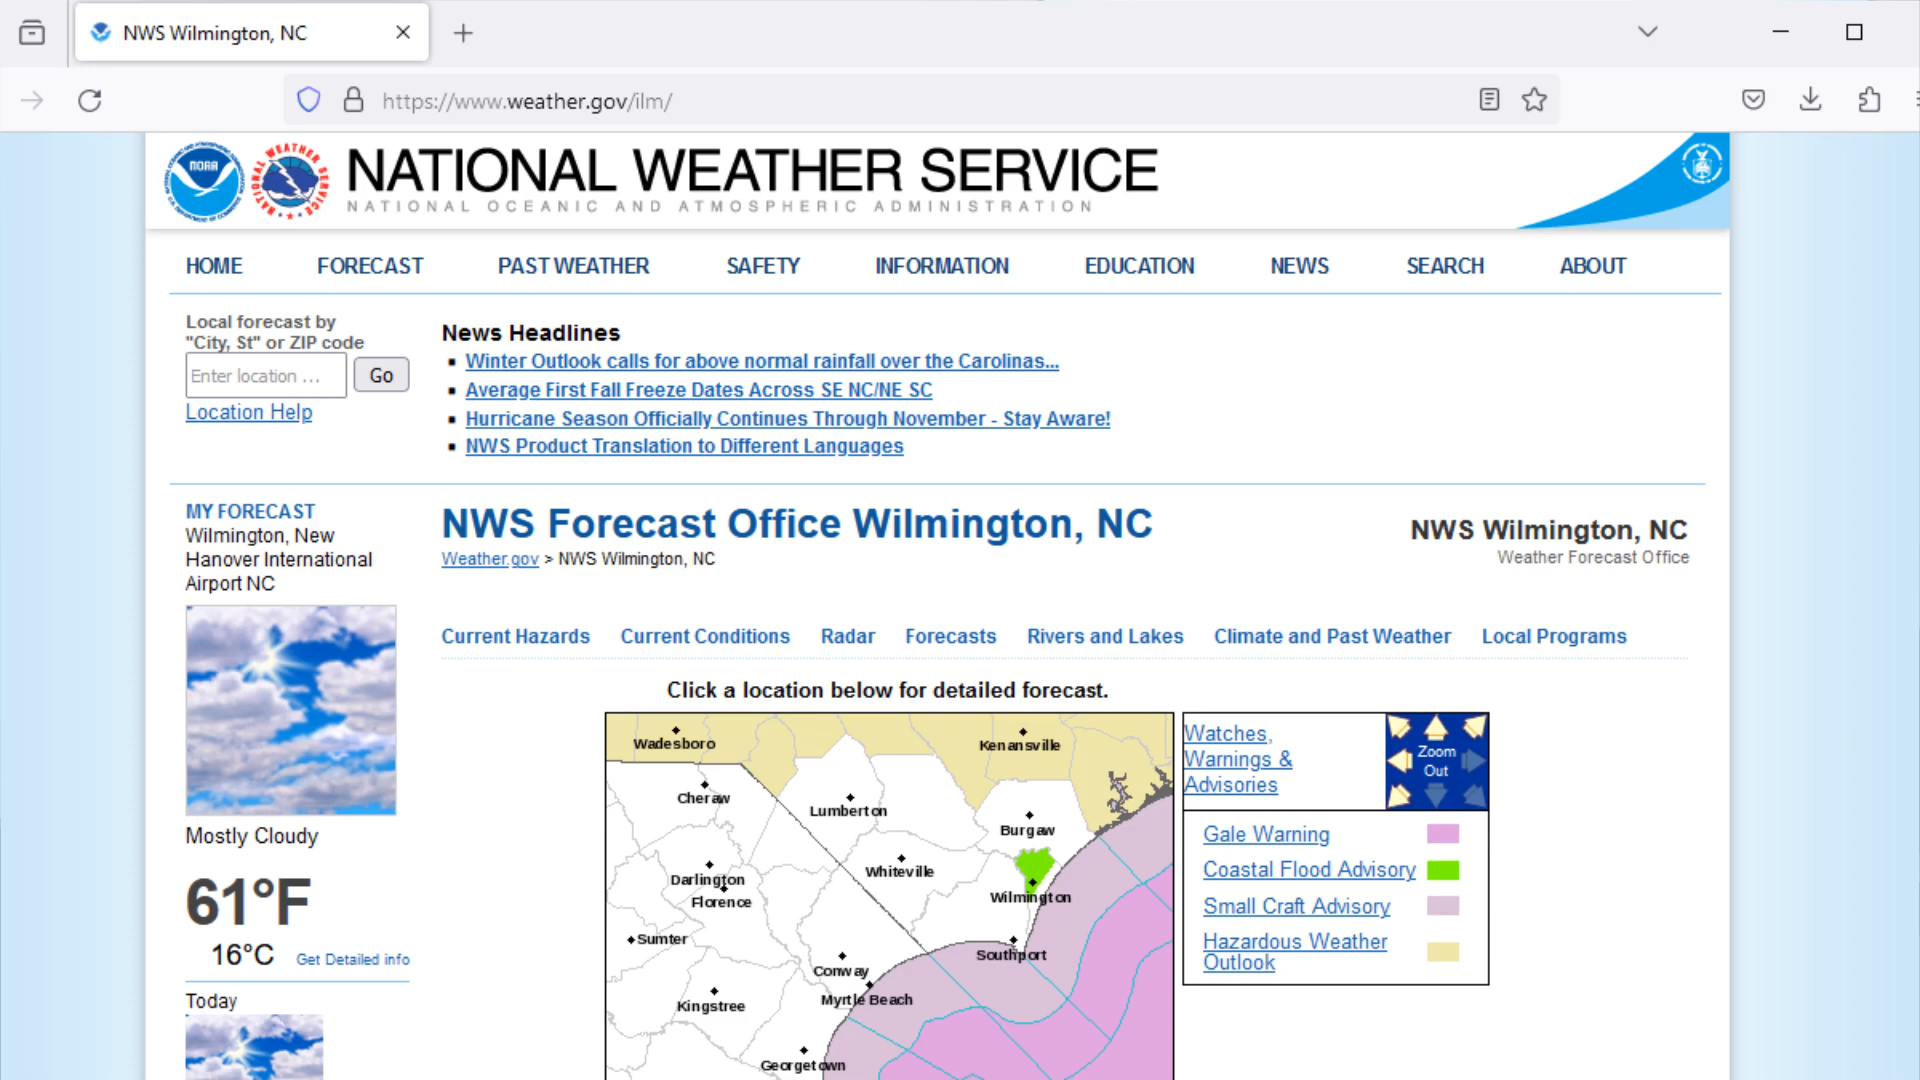 NWS Wilmington, NC
https://www.weather.gov/ilm/
NOAA
NATIONAL WEATHER SERVICE
NATIONAL OCEANIC AND ATMOSPHERIC ADMINISTRATION
HOME FORECAST PAST WEATHER SAFETY INFORMATION EDUCATION NEWS SEARCH ABOUT
Local forecast by
"City, St" or ZIP code
Enter location ... Go
Location Help
News Headlines
Winter Outlook calls for above normal rainfall over the Carolinas...
Average First Fall Freeze Dates Across SE NC/NE SC
Hurricane Season Officially Continues Through November - Stay Aware!
NWS Product Translation to Different Languages
MY FORECAST
Wilmington, New
Hanover International
Airport NC
Mostly Cloudy
61°F
16°C Get Detailed info
Today
NWS Forecast Office Wilmington, NC
Weather.gov > NWS Wilmington, NC
NWS Wilmington, NC
Weather Forecast Office
Current Hazards Current Conditions Radar Forecasts Rivers and Lakes Climate and Past Weather Local Programs
Click a location below for detailed forecast.
Wadesboro
Kenansville
Cheraw
Lumberton
Burgaw
Whiteville
Darlington
Wilmington
Florence
Sumter
Southport
Conway
Myrtle Beach
Kingstree
Georgetown
Watches,
Warnings &
Advisories
Zoom
Out
Gale Warning
Coastal Flood Advisory
Small Craft Advisory
Hazardous Weather
Outlook